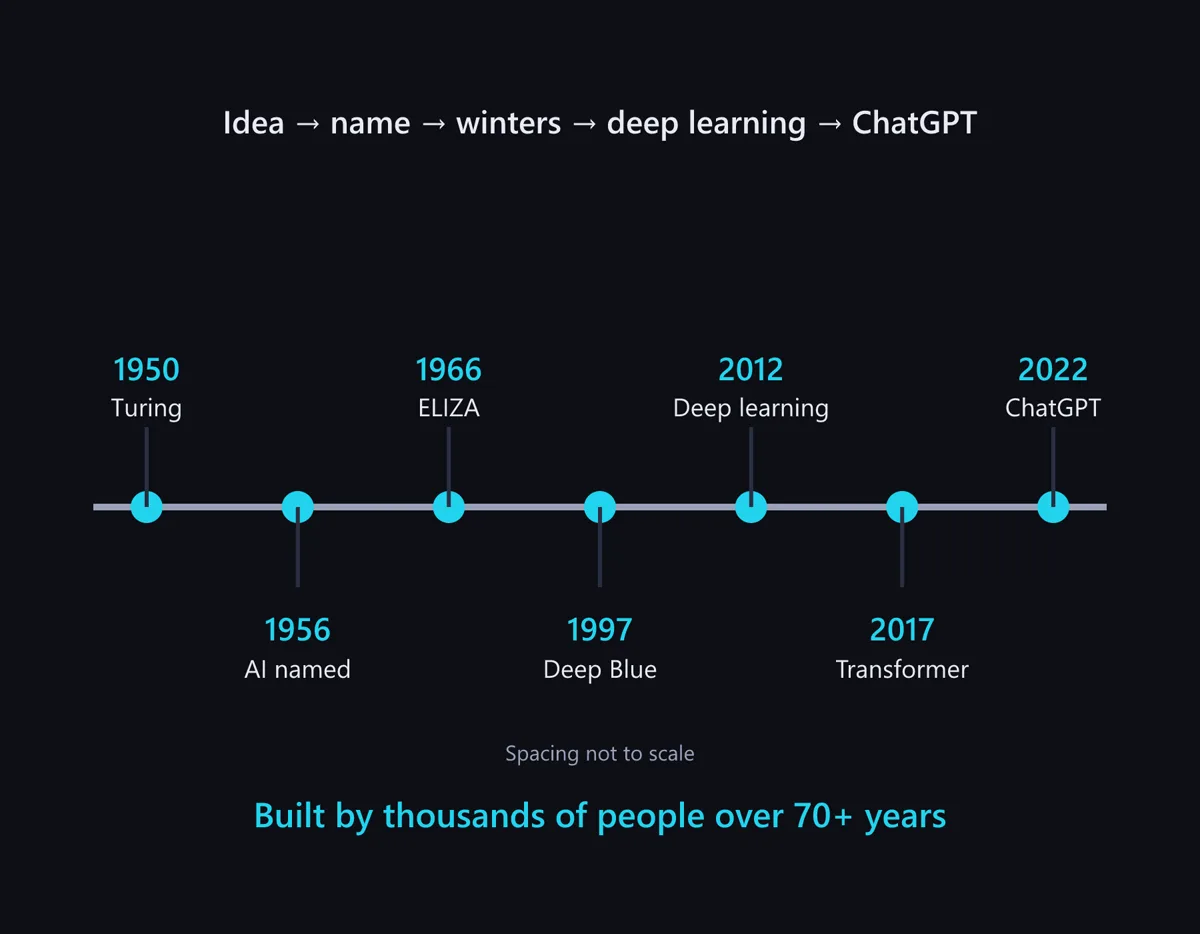 Idea → name → winters → deep learning → ChatGPT
1950
Turing
1966
ELIZA
2012
Deep learning
2022
ChatGPT
1956
AI named
1997
Deep Blue
2017
Transformer
Spacing not to scale
Built by thousands of people over 70+ years